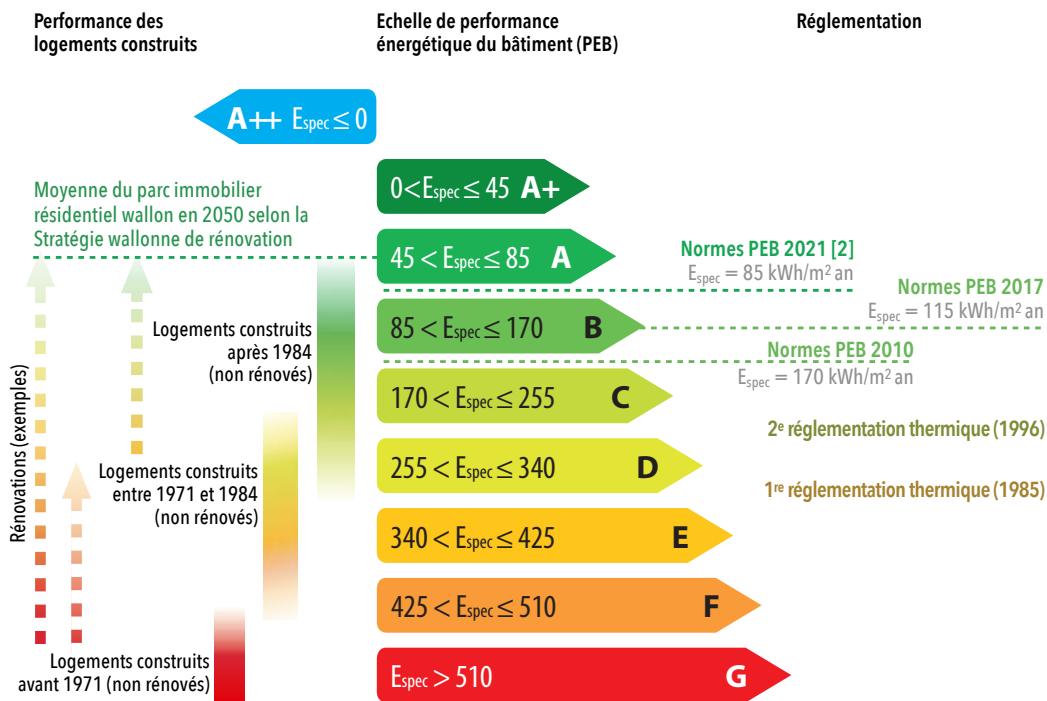 Performance des
logements construits
Echelle de performance
énergétique du bâtiment (PEB)
Réglementation
A++ Espec ≤ 0
0 < Espec ≤ 45 A+
Moyenne du parc immobilier
résidentiel wallon en 2050 selon la
Stratégie wallonne de rénovation
45 < Espec ≤ 85 A
Normes PEB 2021 [2]
Espec = 85 kWh/m² an
Normes PEB 2017
Espec = 115 kWh/m² an
Logements construits
après 1984
(non rénovés)
85 < Espec ≤ 170 B
Normes PEB 2010
Espec = 170 kWh/m² an
170 < Espec ≤ 255 C
2e réglementation thermique (1996)
Rénovations (exemples)
Logements construits
entre 1971 et 1984
(non rénovés)
255 < Espec ≤ 340 D
1re réglementation thermique (1985)
340 < Espec ≤ 425 E
425 < Espec ≤ 510 F
Logements construits
avant 1971 (non rénovés)
Espec > 510 G